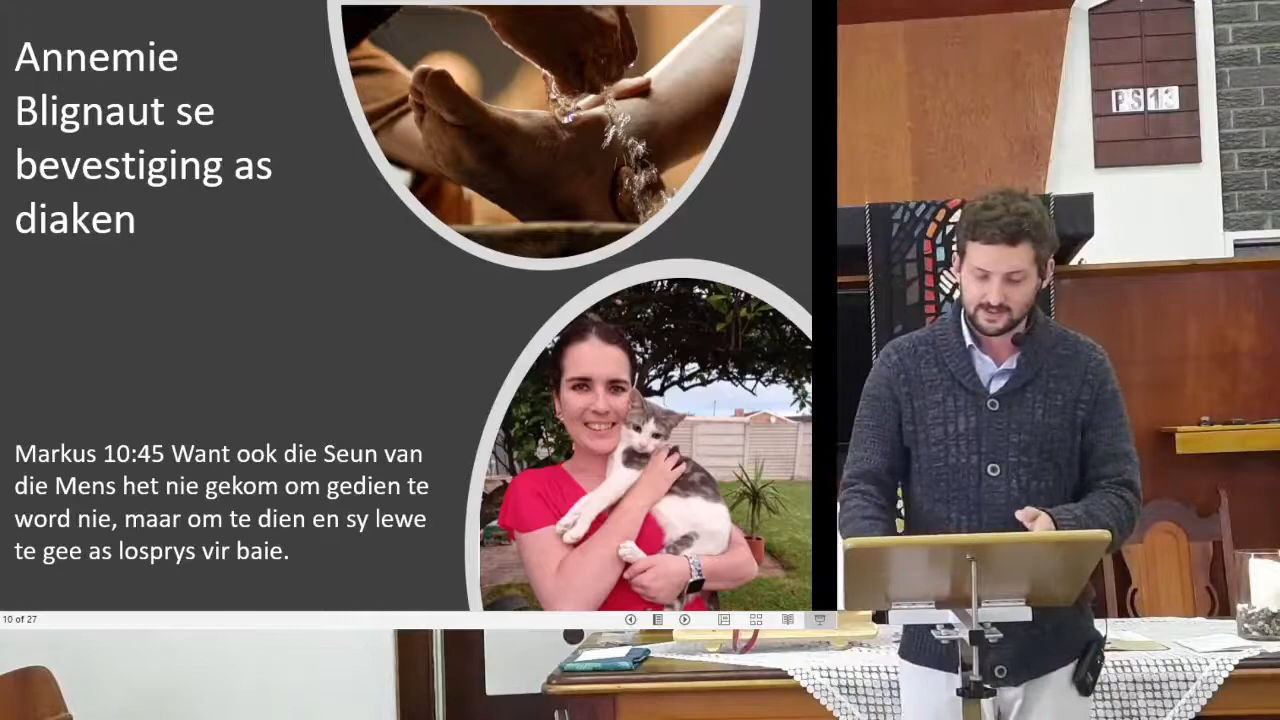 Annemie
Blignaut se
bevestiging as
diaken
PS13
Markus 10:45 Want ook die Seun van
die Mens het nie gekom om gedien te
word nie, maar om te dien en sy lewe
te gee as losprys vir baie.
10 of 27